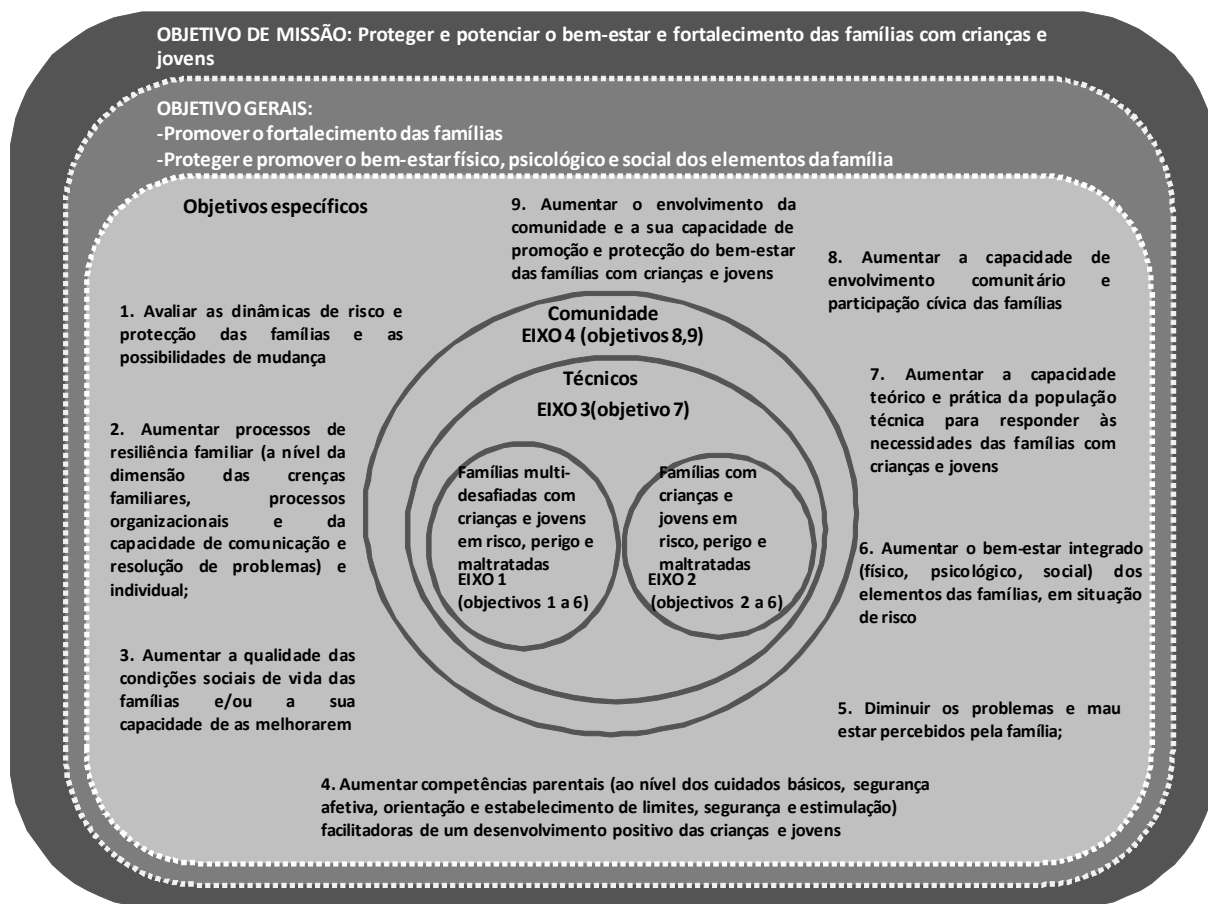 OBJETIVO DE MISSÃO: Proteger e potenciar o bem-estar e fortalecimento das famílias com crianças e
jovens
OBJETIVO GERAIS:
-Promover o fortalecimento das famílias
-Proteger e promover o bem-estar físico, psicológico e social dos elementos da família
Objetivos específicos
9. Aumentar o envolvimento da
comunidade e a sua capacidade de
promoção e protecção do bem-estar
das famílias com crianças e jovens
8. Aumentar a capacidade de
envolvimento comunitário e
participação cívica das famílias
1. Avaliar as dinâmicas de risco e
protecção das famílias e as
possibilidades de mudança
Comunidade
EIXO 4 (objetivos 8,9)
Técnicos
EIXO 3(objetivo 7)
7. Aumentar a capacidade
teórico e prática da população
técnica para responder às
necessidades das famílias com
crianças e jovens
2. Aumentar processos de
resiliência familiar (a nível da
dimensão das crenças
familiares, processos
organizacionais e da
capacidade de comunicação e
resolução de problemas) e
individual;
Famílias multi-
desafiadas com
crianças e jovens
em risco, perigo e
maltratadas
EIXO 1
(objectivos 1 a 6)
Famílias com
crianças e
jovens em
risco, perigo e
maltratadas
EIXO 2
(objectivos 2 a 6)
6. Aumentar o bem-estar integrado
(físico, psicológico, social) dos
elementos das famílias, em situação
de risco
3. Aumentar a qualidade das
condições sociais de vida das
famílias e/ou a sua
capacidade de as melhorarem
5. Diminuir os problemas e mau
estar percebidos pela família;
4. Aumentar competências parentais (ao nível dos cuidados básicos, segurança
afetiva, orientação e estabelecimento de limites, segurança e estimulação)
facilitadoras de um desenvolvimento positivo das crianças e jovens